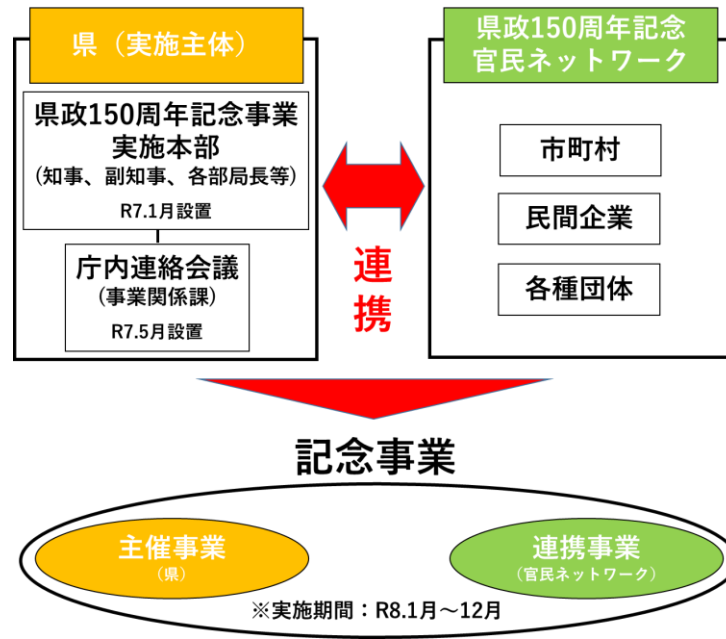 県（実施主体）
県政150周年記念事業
実施本部
(知事、副知事、各部局長等)
R7.1月設置
庁内連絡会議
(事業関係課)
R7.5月設置
連
携
県政150周年記念
官民ネットワーク
市町村
民間企業
各種団体
記念事業
主催事業
（県）
連携事業
（官民ネットワーク）
※実施期間：R8.1月～12月